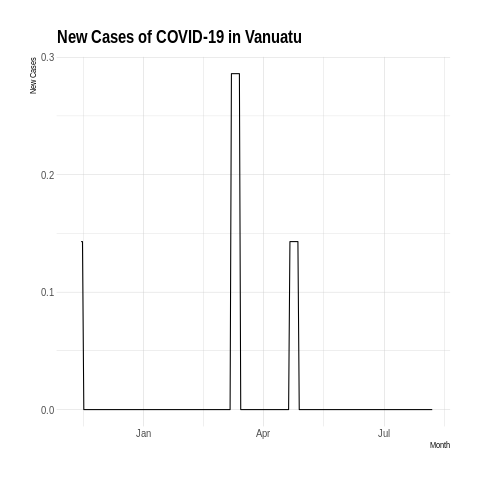 New Cases of COVID-19 in Vanuatu
New Cases
0.3
0.2
0.1
0.0
Jan Apr Jul
Month